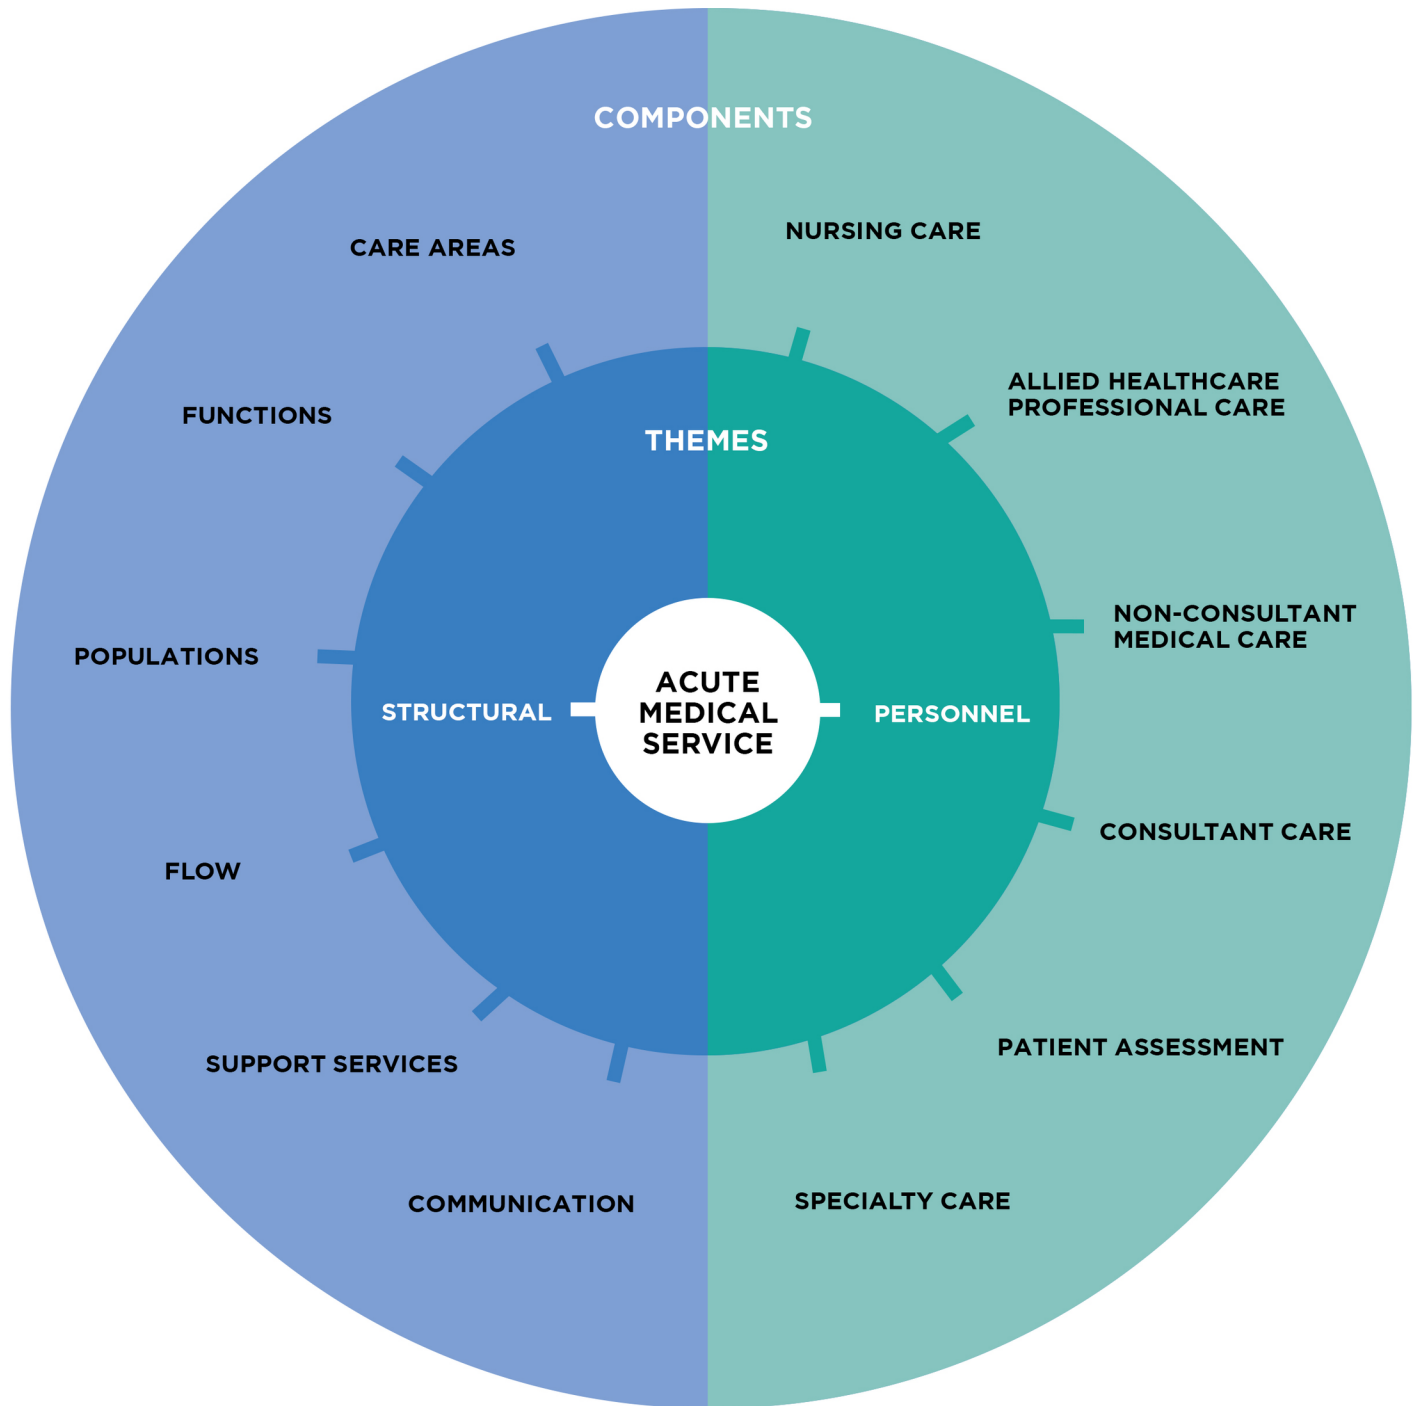 COMPONENTS
CARE AREAS
FUNCTIONS
POPULATIONS
FLOW
SUPPORT SERVICES
COMMUNICATION
NURSING CARE
ALLIED HEALTHCARE
PROFESSIONAL CARE
NON-CONSULTANT
MEDICAL CARE
CONSULTANT CARE
PATIENT ASSESSMENT
SPECIALTY CARE
THEMES
STRUCTURAL
PERSONNEL
ACUTE
MEDICAL
SERVICE